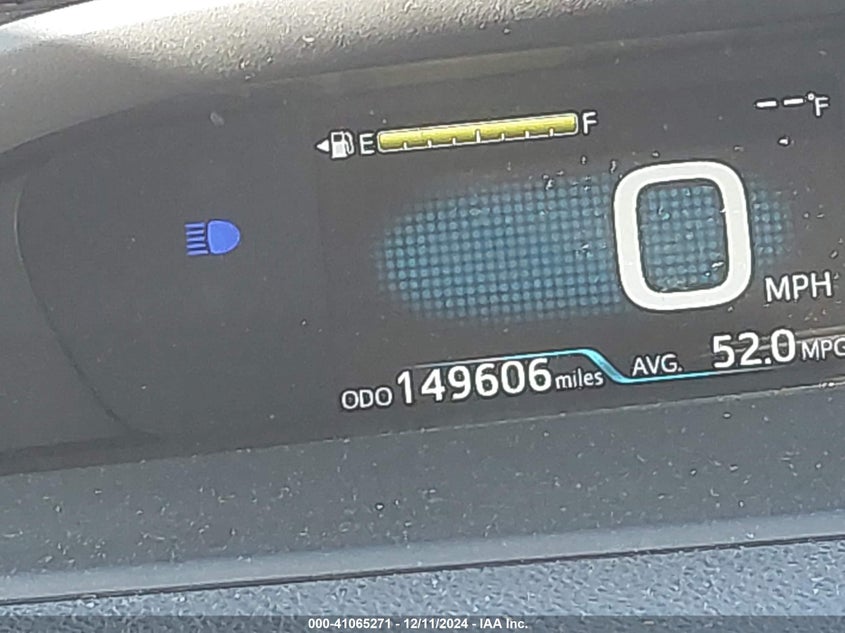 E F --°F
0 MPH
ODO 149606 miles AVG. 52.0 MPG
000-41065271 - 12/11/2024 - IAA Inc.